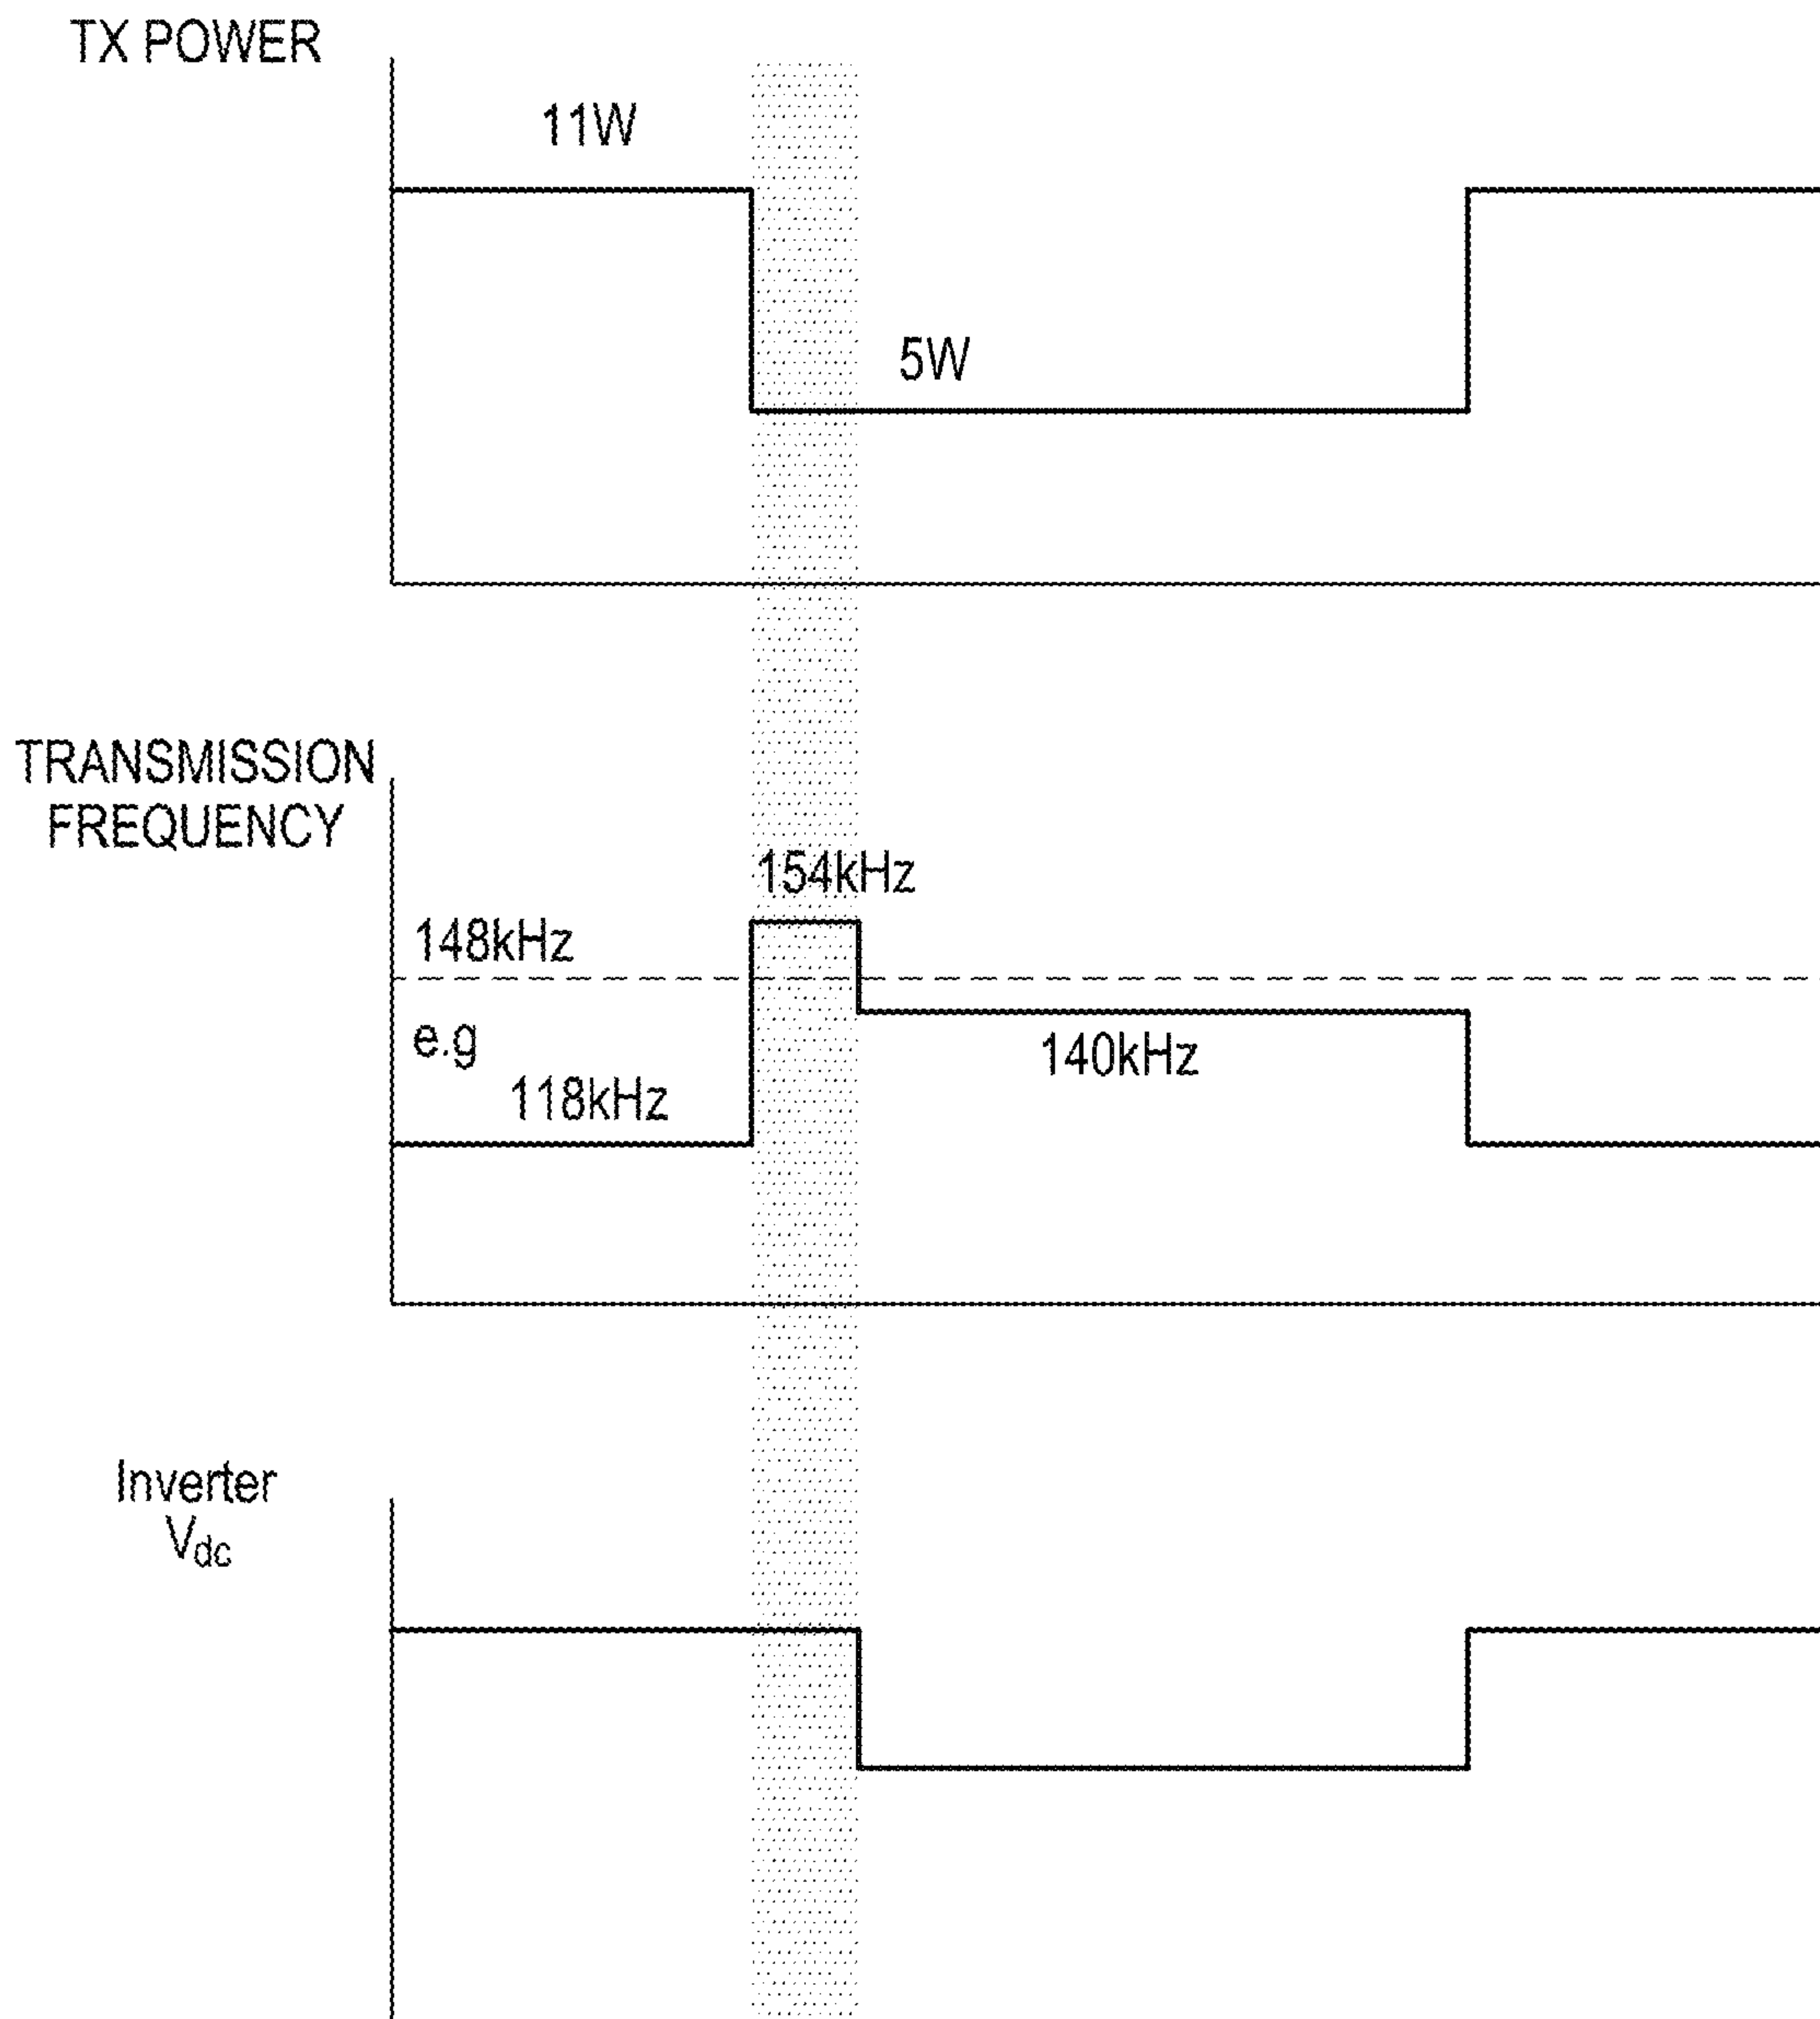 TX POWER
11W
5W
TRANSMISSION
FREQUENCY
154kHz
148kHz
e.g
140kHz
118kHz
Inverter
Vdc